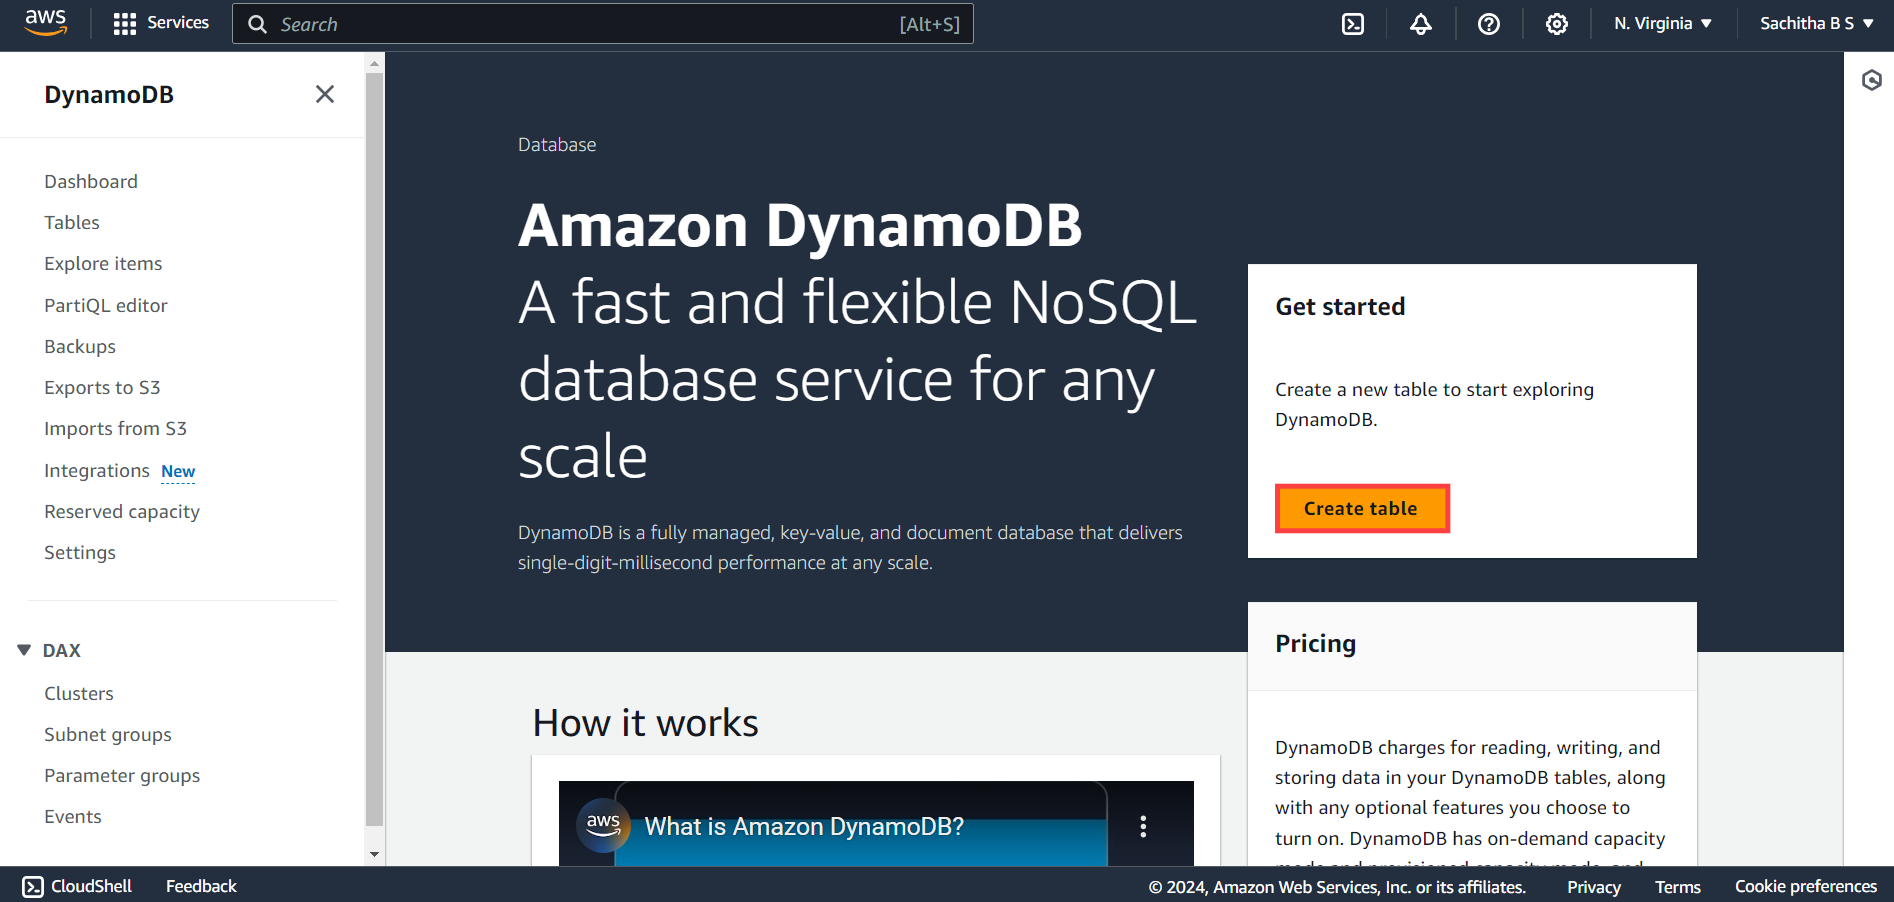 aws
Services
Search
[Alt+S]
N. Virginia
Sachitha B S
DynamoDB
Dashboard
Tables
Explore items
PartiQL editor
Backups
Exports to S3
Imports from S3
Integrations New
Reserved capacity
Settings
DAX
Clusters
Subnet groups
Parameter groups
Events
Database
Amazon DynamoDB
A fast and flexible NoSQL
database service for any
scale
DynamoDB is a fully managed, key-value, and document database that delivers
single-digit-millisecond performance at any scale.
Get started
Create a new table to start exploring
DynamoDB.
Create table
How it works
aws
What is Amazon DynamoDB?
Pricing
DynamoDB charges for reading, writing, and
storing data in your DynamoDB tables, along
with any optional features you choose to
turn on. DynamoDB has on-demand capacity
mode and provisioned capacity mode, and
CloudShell
Feedback
© 2024, Amazon Web Services, Inc. or its affiliates.
Privacy
Terms
Cookie preferences